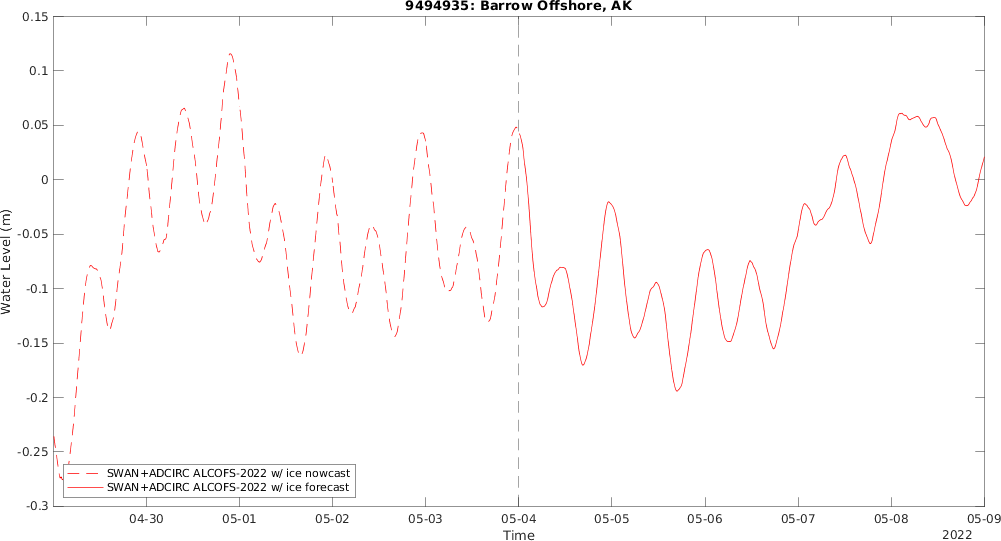 9494935: Barrow Offshore, AK
Water Level (m)
0.15
0.1
0.05
0
-0.05
-0.1
-0.15
-0.2
-0.25
-0.3
SWAN+ADCIRC ALCOFS-2022 w/ ice nowcast
SWAN+ADCIRC ALCOFS-2022 w/ ice forecast
04-30 05-01 05-02 05-03 05-04 05-05 05-06 05-07 05-08 05-09
Time
2022